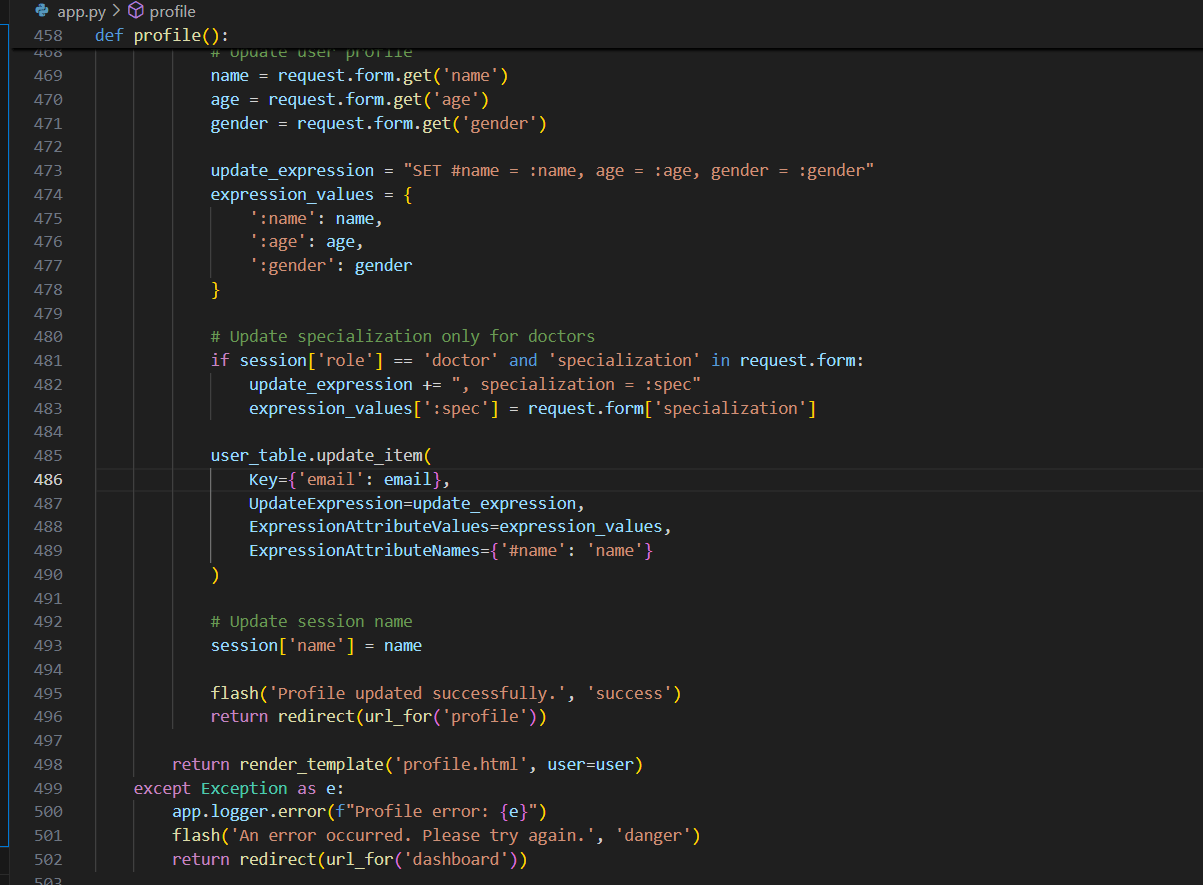 app.py > profile
458 def profile():
468 # Update user profile
469 name = request.form.get('name')
470 age = request.form.get('age')
471 gender = request.form.get('gender')
472
473 update_expression = "SET #name = :name, age = :age, gender = :gender"
474 expression_values = {
475 ':name': name,
476 ':age': age,
477 ':gender': gender
478 }
479
480 # Update specialization only for doctors
481 if session['role'] == 'doctor' and 'specialization' in request.form:
482 update_expression += ", specialization = :spec"
483 expression_values[':spec'] = request.form['specialization']
484
485 user_table.update_item(
486 Key={'email': email},
487 UpdateExpression=update_expression,
488 ExpressionAttributeValues=expression_values,
489 ExpressionAttributeNames={'#name': 'name'}
490 )
491
492 # Update session name
493 session['name'] = name
494
495 flash('Profile updated successfully.', 'success')
496 return redirect(url_for('profile'))
497
498 return render_template('profile.html', user=user)
499 except Exception as e:
500 app.logger.error(f"Profile error: {e}")
501 flash('An error occurred. Please try again.', 'danger')
502 return redirect(url_for('dashboard'))
503